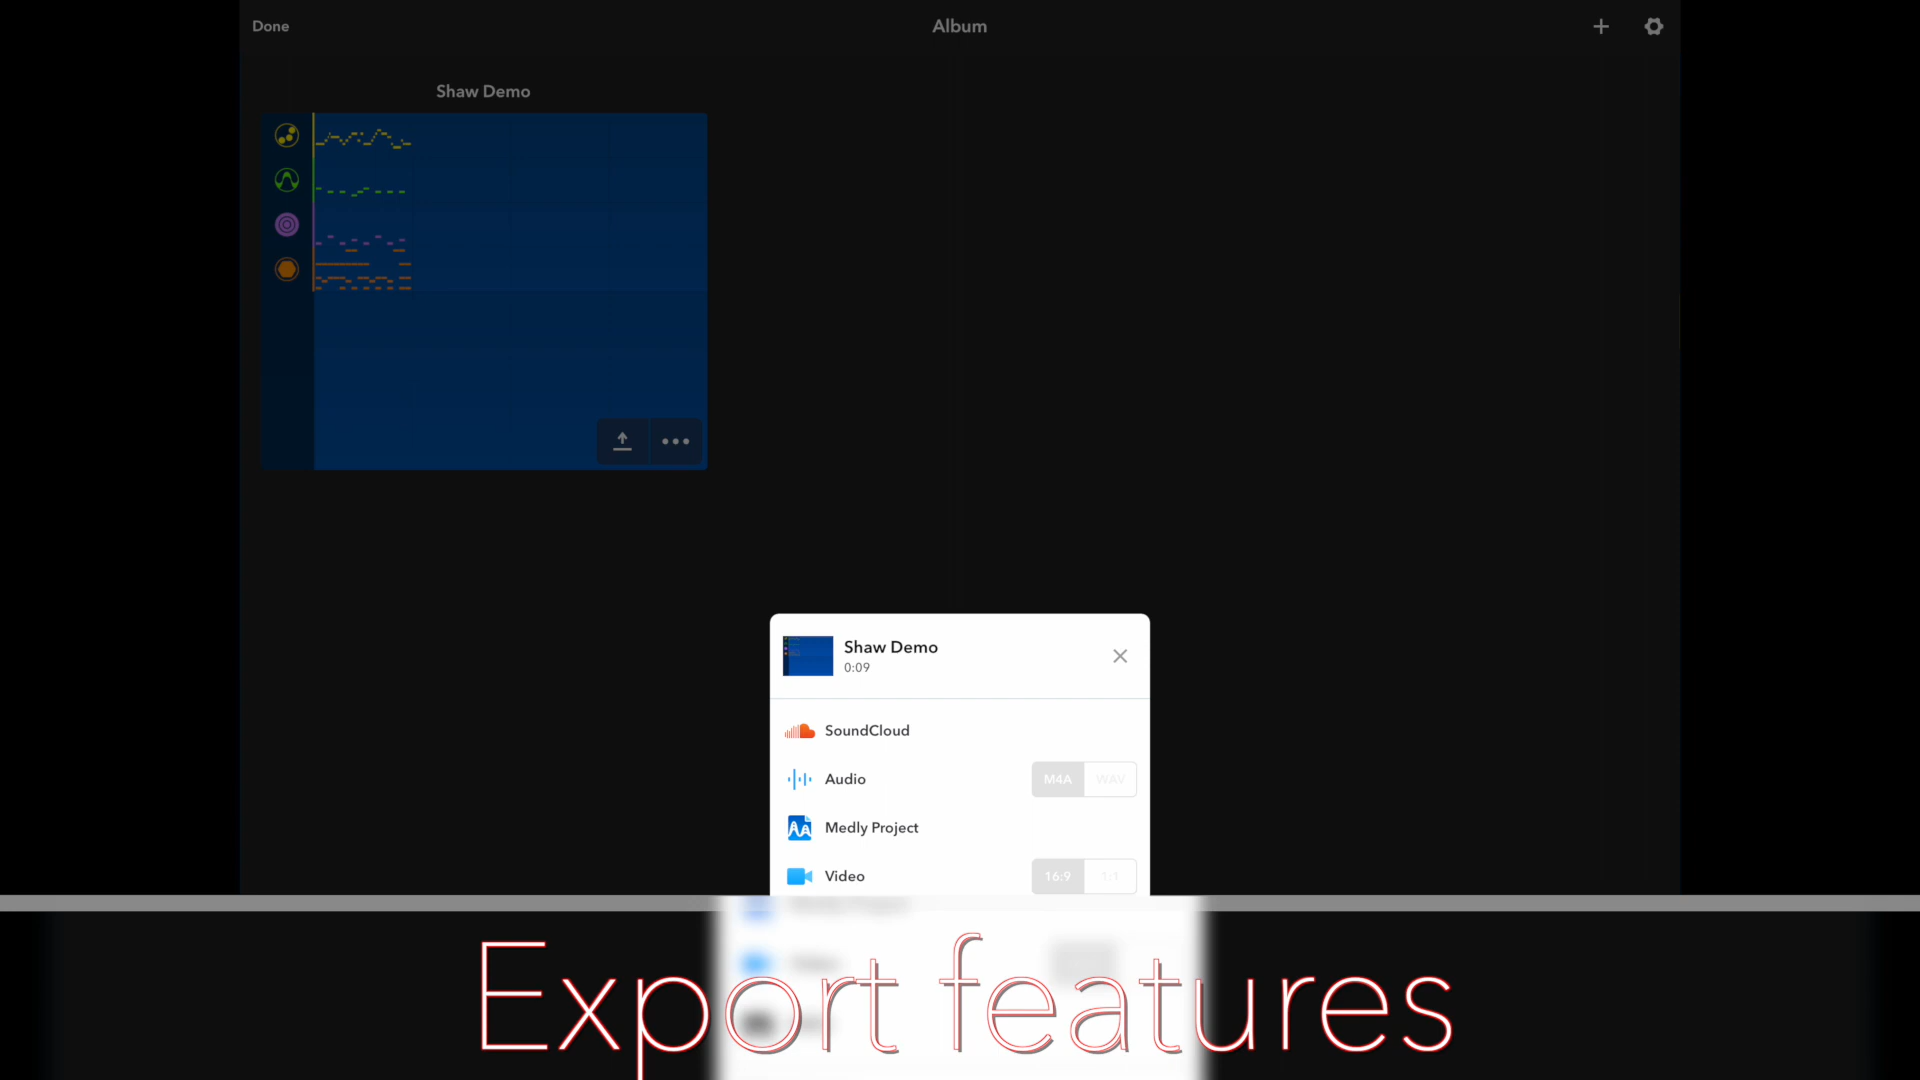 Done
Album
Shaw Demo
Shaw Demo
0:09
SoundCloud
Audio
M4A WAV
Medly Project
Video
16:9 1:1
Export features